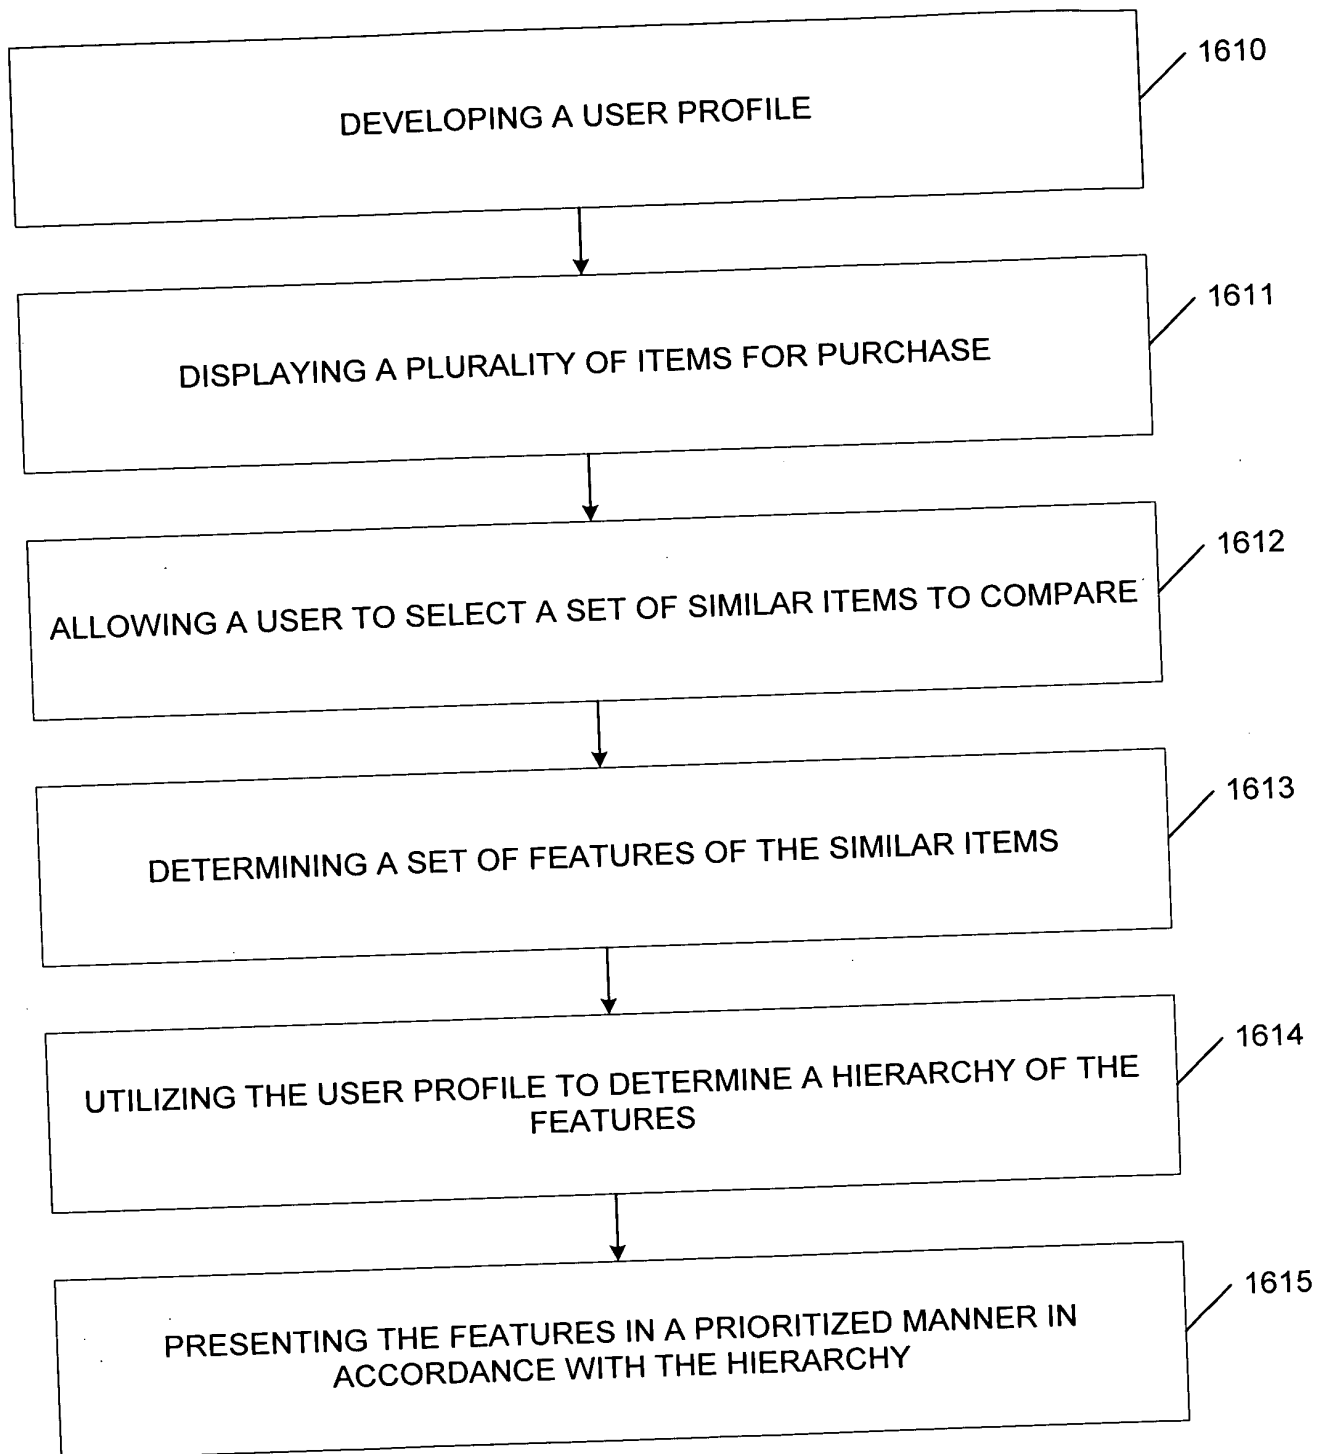 1610
DEVELOPING A USER PROFILE
1611
DISPLAYING A PLURALITY OF ITEMS FOR PURCHASE
1612
ALLOWING A USER TO SELECT A SET OF SIMILAR ITEMS TO COMPARE
1613
DETERMINING A SET OF FEATURES OF THE SIMILAR ITEMS
1614
UTILIZING THE USER PROFILE TO DETERMINE A HIERARCHY OF THE
FEATURES
1615
PRESENTING THE FEATURES IN A PRIORITIZED MANNER IN
ACCORDANCE WITH THE HIERARCHY